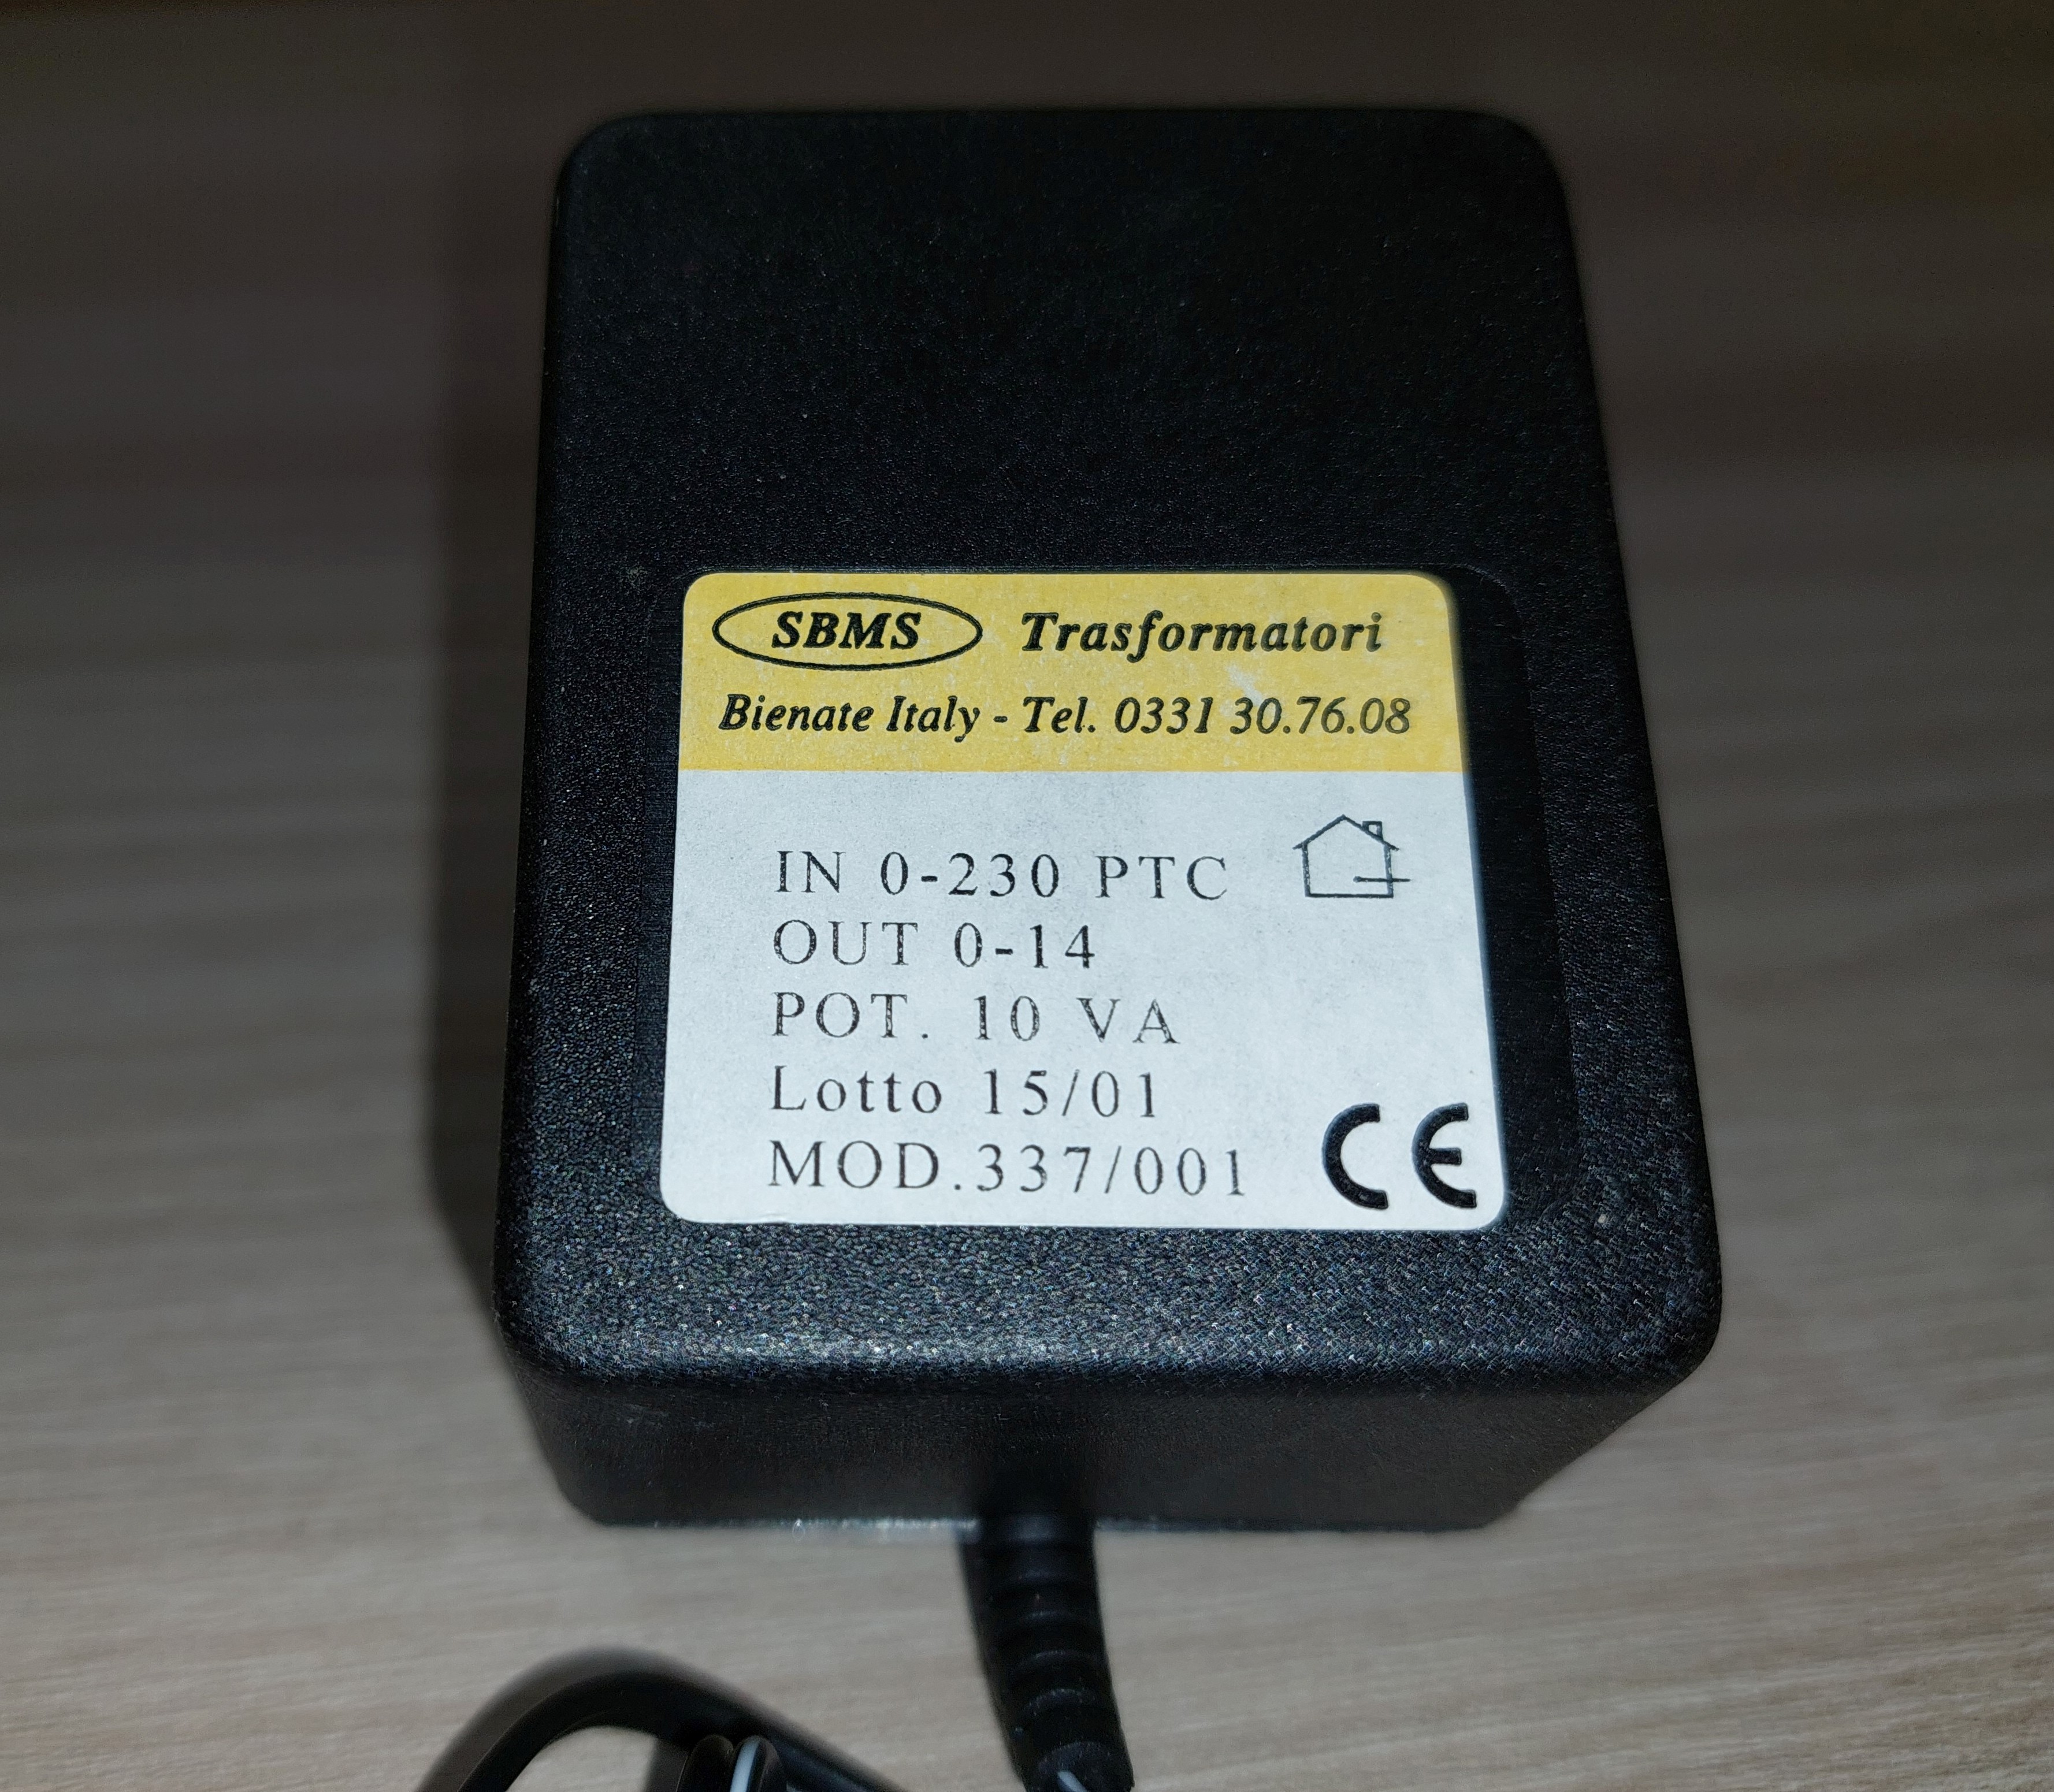 SBMS Trasformatori
Bienate Italy - Tel. 0331 30.76.08
IN 0-230 PTC
OUT 0-14
POT. 10 VA
Lotto 15/01
MOD.337/001
CE